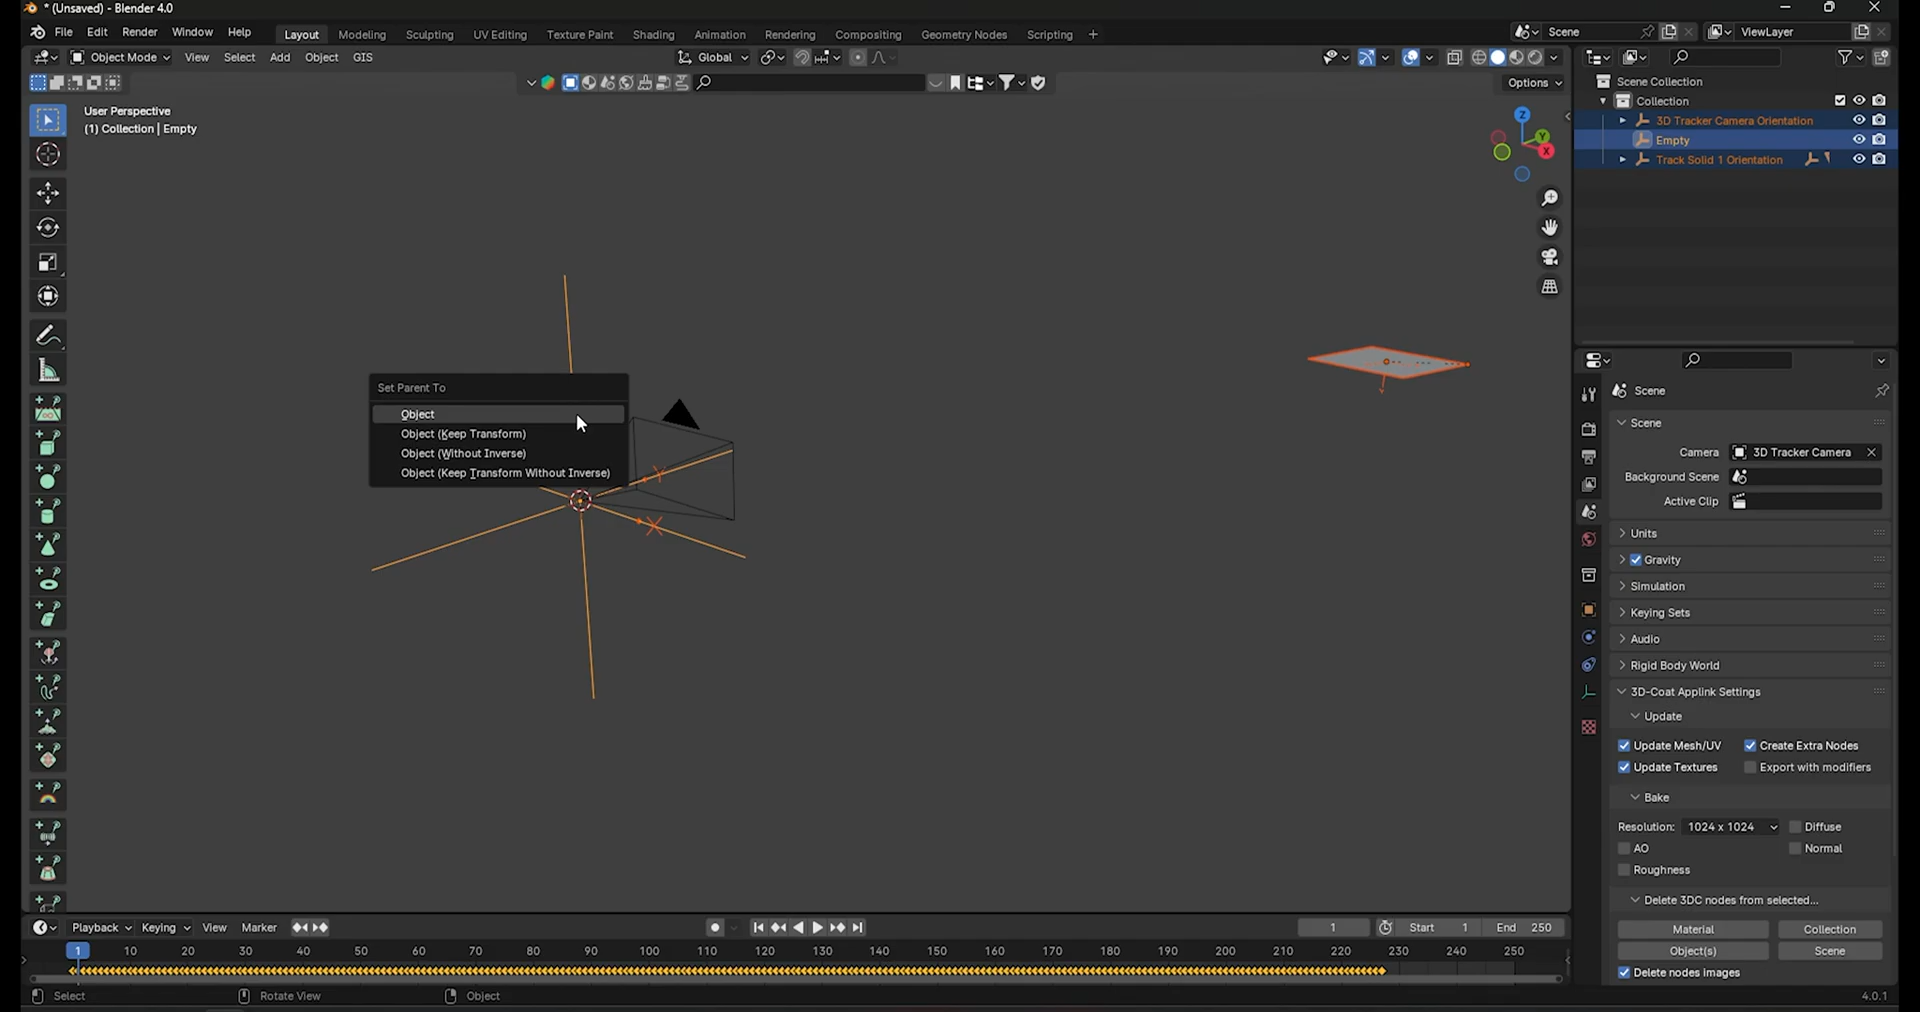 * (Unsaved) - Blender 4.0
File Edit Render Window Help Layout Modeling Sculpting UV Editing Texture Paint Shading Animation Rendering Compositing Geometry Nodes Scripting + Scene ViewLayer
Object Mode View Select Add Object GIS Global
Options
User Perspective
(1) Collection | Empty
Z
Y
X
Scene Collection
Collection
3D Tracker Camera Orientation
Empty
Track Solid 1 Orientation
Set Parent To
Object
Object (Keep Transform)
Object (Without Inverse)
Object (Keep Transform Without Inverse)
Y
X
Scene
Scene
Camera 3D Tracker Camera
Background Scene
Active Clip
Units
Gravity
Simulation
Keying Sets
Audio
Rigid Body World
3D-Coat Applink Settings
Update
Update Mesh/UV Create Extra Nodes
Update Textures Export with modifiers
Bake
Resolution: 1024 x 1024 Diffuse
AO Normal
Roughness
Delete 3DC nodes from selected...
Material Collection
Object(s) Scene
Delete nodes images
Playback Keying View Marker 1 Start 1 End 250
1 10 20 30 40 50 60 70 80 90 100 110 120 130 140 150 160 170 180 190 200 210 220 230 240 250
Select Rotate View Object 4.0.1